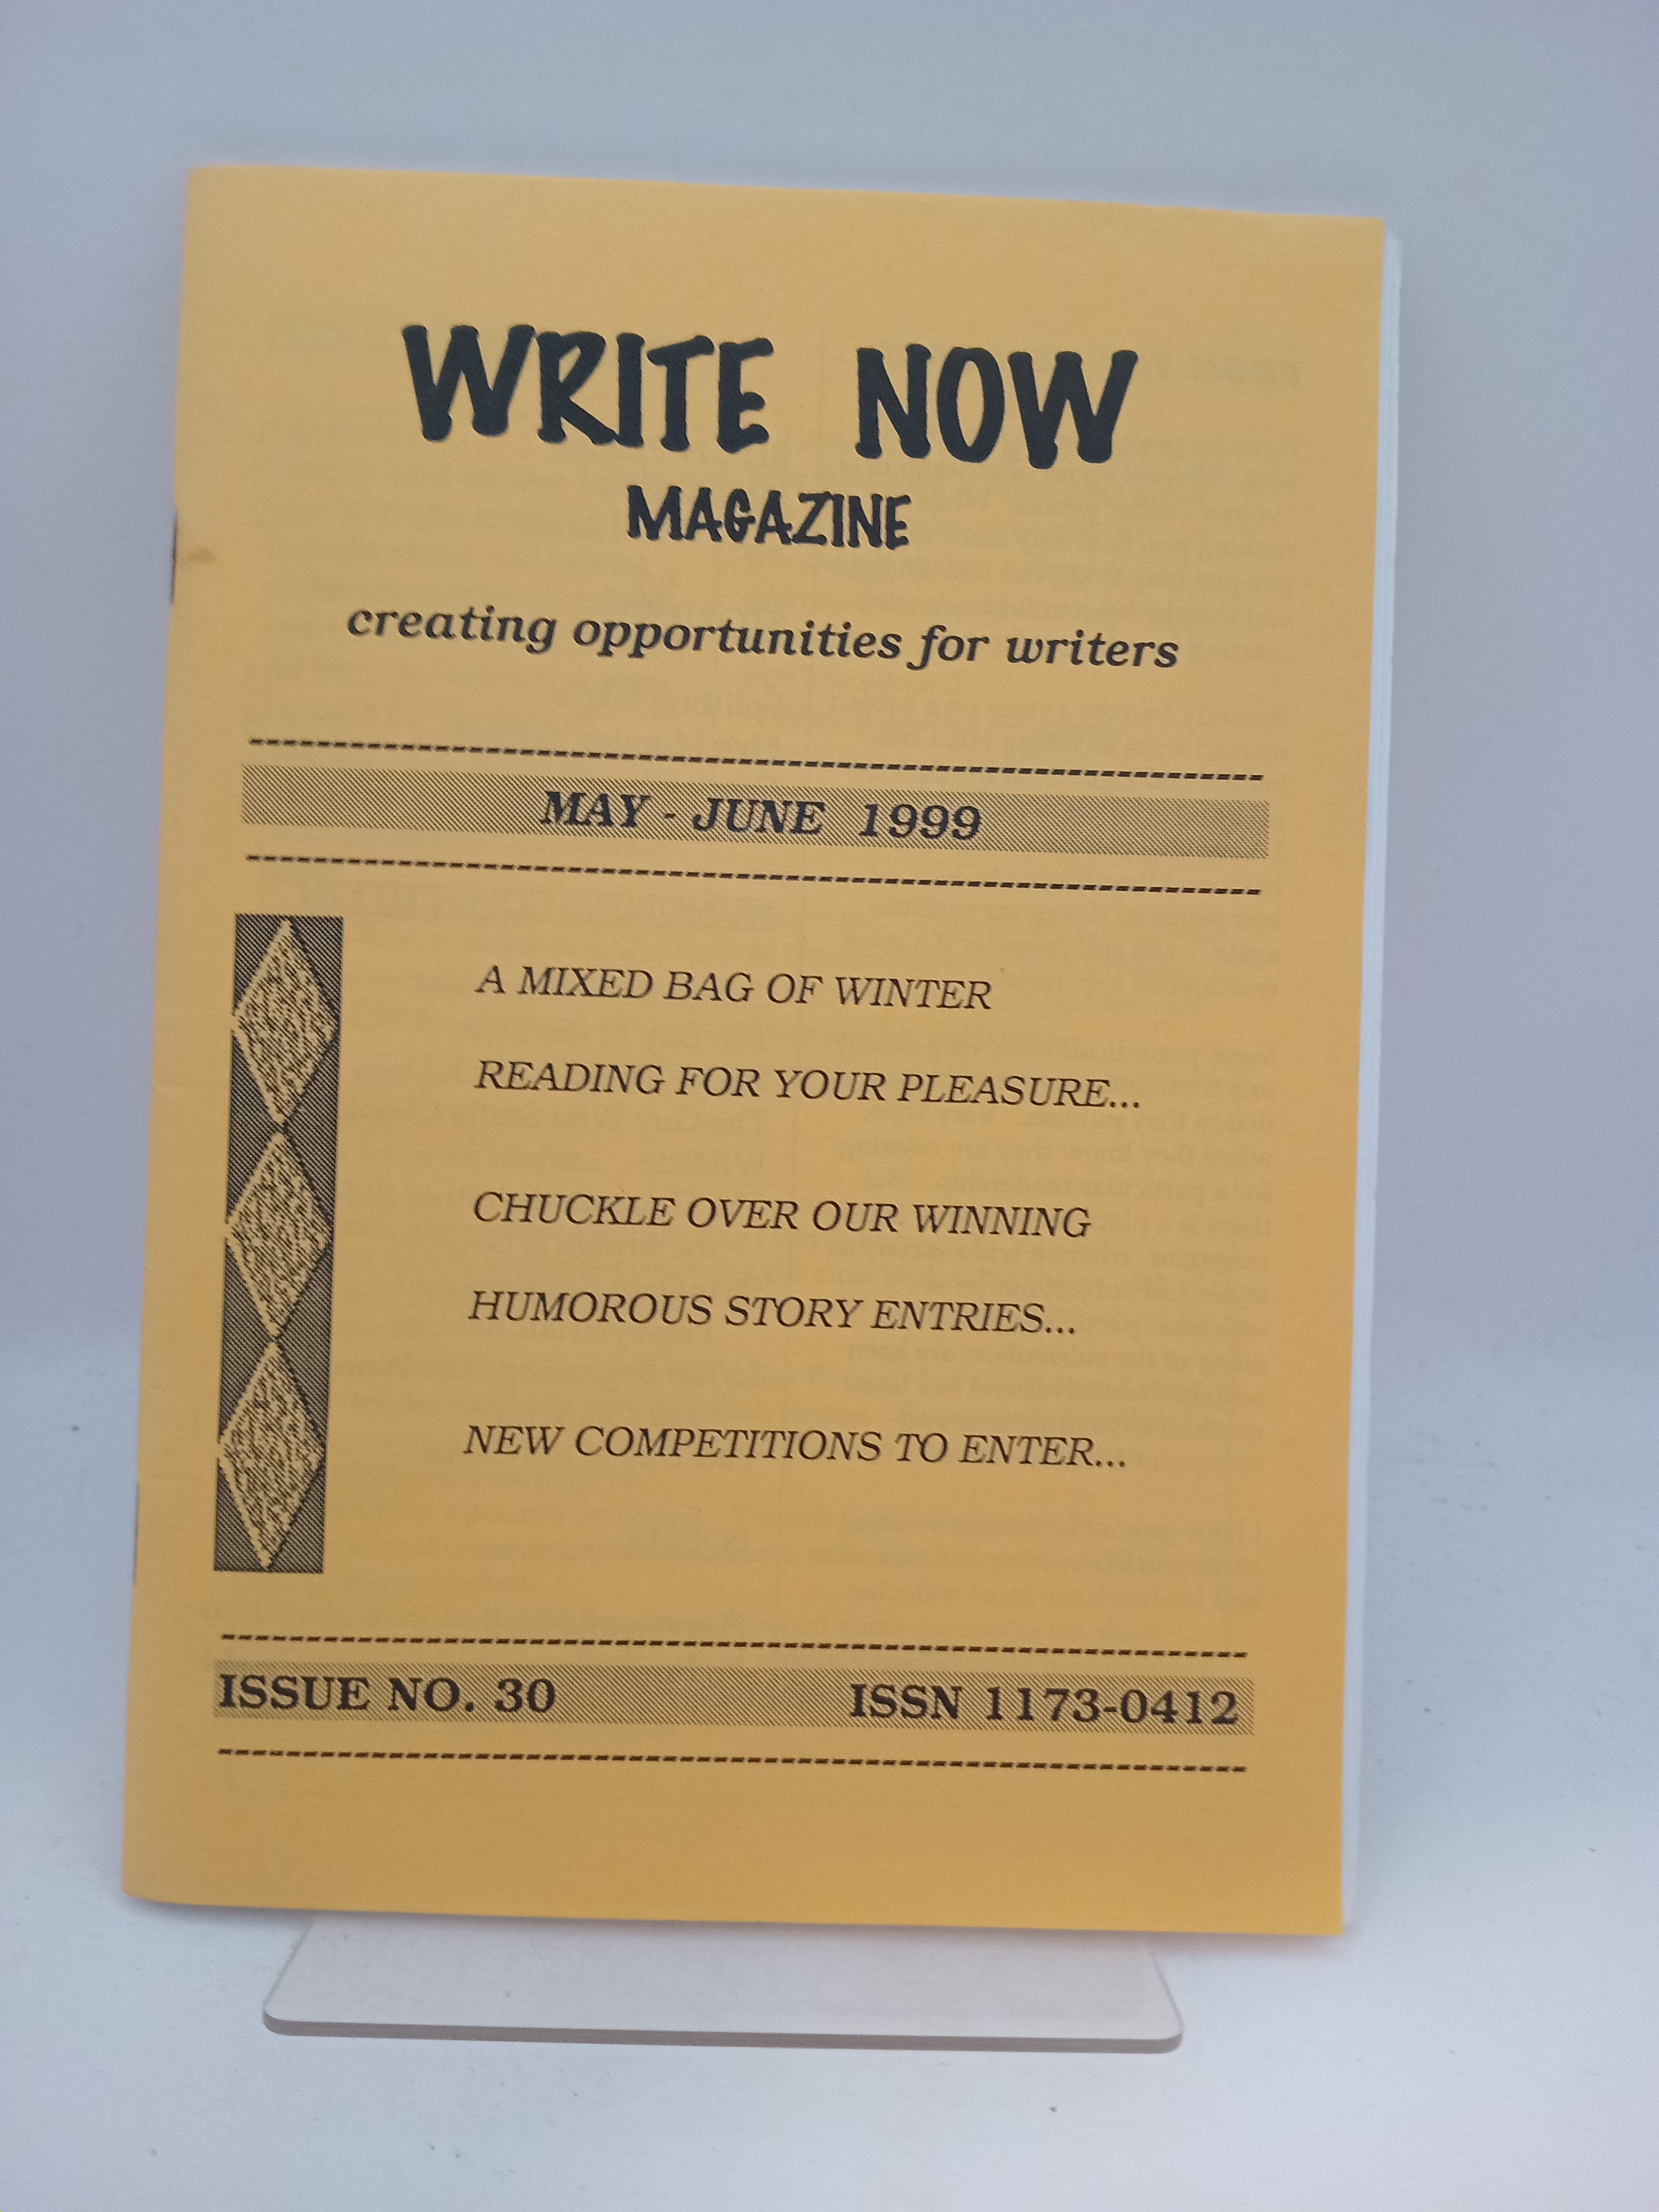 WRITE NOW
MAGAZINE
creating opportunities for writers
MAY - JUNE 1999
A MIXED BAG OF WINTER
READING FOR YOUR PLEASURE...
CHUCKLE OVER OUR WINNING
HUMOROUS STORY ENTRIES...
NEW COMPETITIONS TO ENTER...
ISSUE NO. 30 ISSN 1173-0412